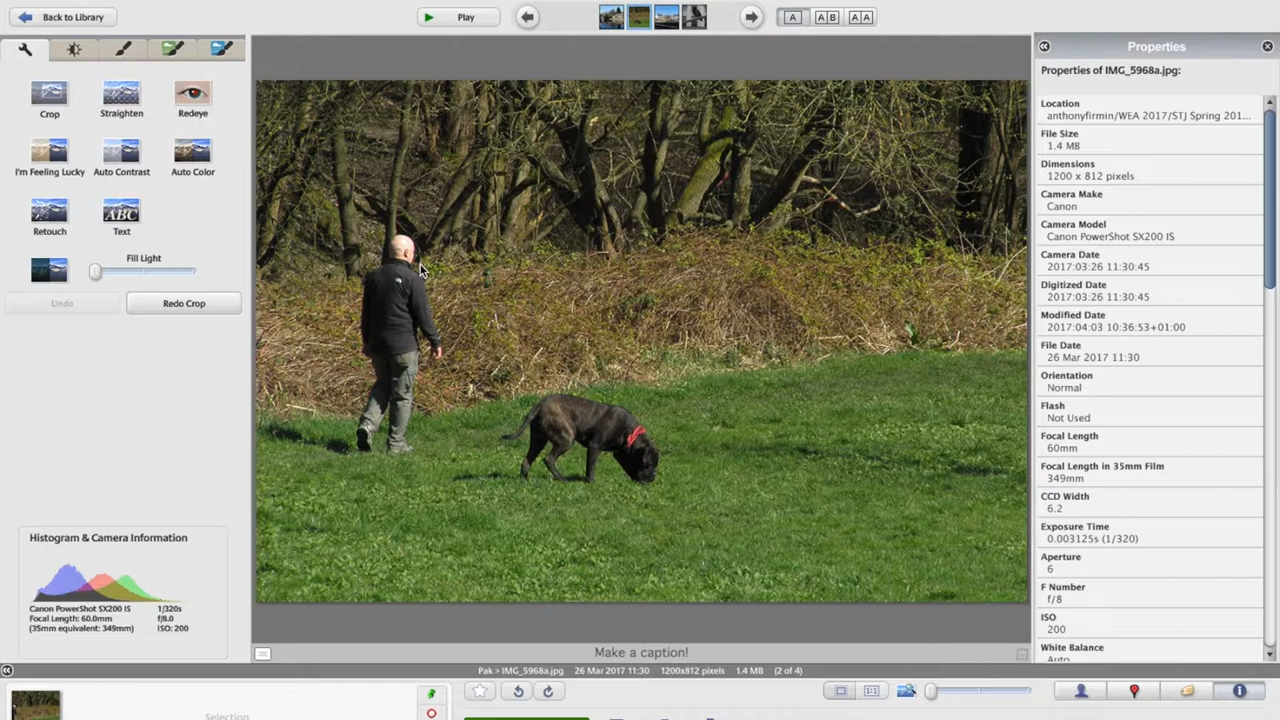 Back to Library
Play
A
AB
AA
Properties
Crop
Straighten
Redeye
I'm Feeling Lucky
Auto Contrast
Auto Color
Retouch
ABC
Text
Fill Light
Undo
Redo Crop
Histogram & Camera Information
Canon PowerShot SX200 IS 1/320s
Focal Length: 60.0mm f/8.0
(35mm equivalent: 349mm) ISO: 200
Properties of IMG_5968a.jpg:
Location
anthonyfirmin/WEA 2017/STJ Spring 201...
File Size
1.4 MB
Dimensions
1200 x 812 pixels
Camera Make
Canon
Camera Model
Canon PowerShot SX200 IS
Camera Date
2017:03:26 11:30:45
Digitized Date
2017:03:26 11:30:45
Modified Date
2017:04:03 10:36:53+01:00
File Date
26 Mar 2017 11:30
Orientation
Normal
Flash
Not Used
Focal Length
60mm
Focal Length in 35mm Film
349mm
CCD Width
6.2
Exposure Time
0.003125s (1/320)
Aperture
6
F Number
f/8
ISO
200
White Balance
Auto
Make a caption!
Pak > IMG_5968a.jpg 26 Mar 2017 11:30 1200x812 pixels 1.4 MB (2 of 4)
1:1
Selection